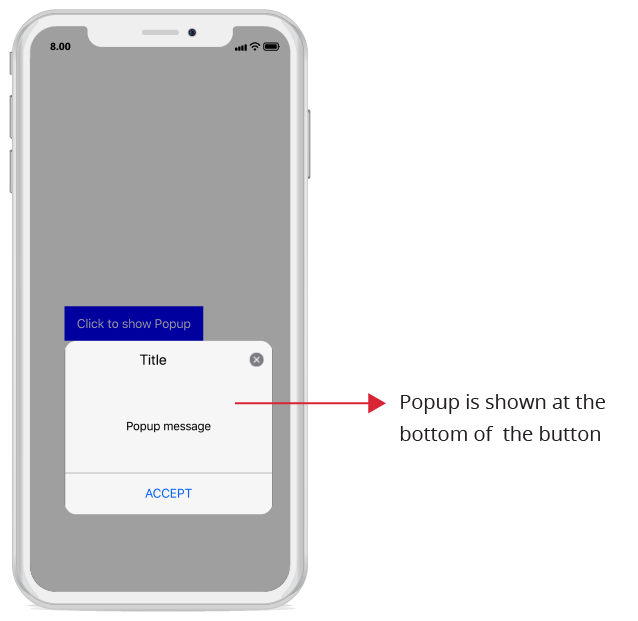 8.00
Click to show Popup
Title
Popup message
ACCEPT
Popup is shown at the
bottom of  the button